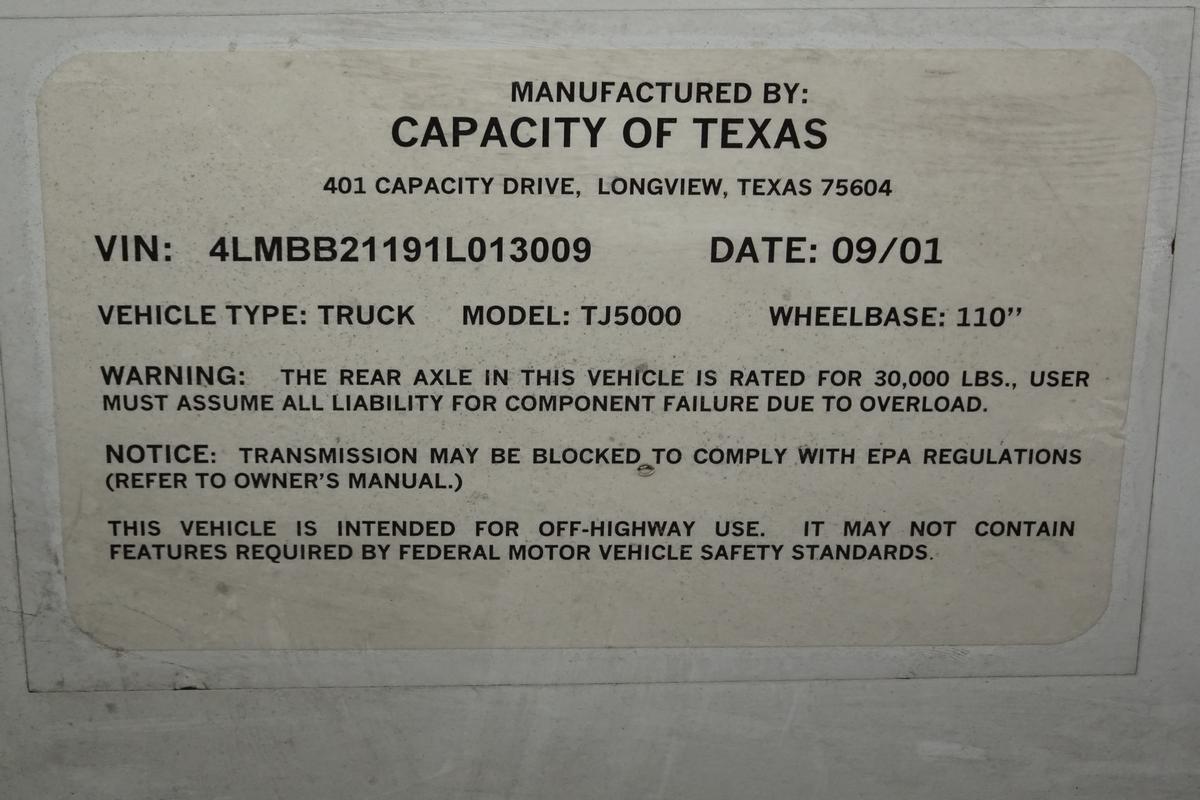 MANUFACTURED BY:
CAPACITY OF TEXAS
401 CAPACITY DRIVE, LONGVIEW, TEXAS 75604
VIN: 4LMBB21191L013009 DATE: 09/01
VEHICLE TYPE: TRUCK MODEL: TJ5000 WHEELBASE: 110”
WARNING: THE REAR AXLE IN THIS VEHICLE IS RATED FOR 30,000 LBS., USER
MUST ASSUME ALL LIABILITY FOR COMPONENT FAILURE DUE TO OVERLOAD.
NOTICE: TRANSMISSION MAY BE BLOCKED TO COMPLY WITH EPA REGULATIONS
(REFER TO OWNER’S MANUAL.)
THIS VEHICLE IS INTENDED FOR OFF-HIGHWAY USE. IT MAY NOT CONTAIN
FEATURES REQUIRED BY FEDERAL MOTOR VEHICLE SAFETY STANDARDS.